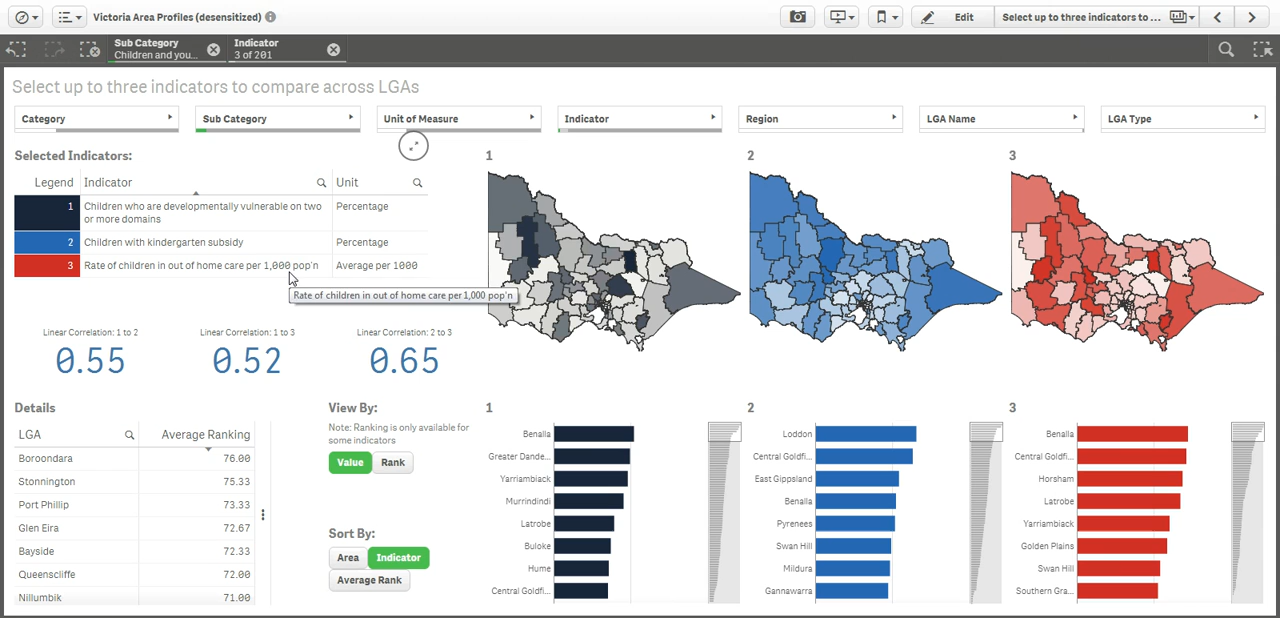 Victoria Area Profiles (desensitized)
Edit
Select up to three indicators to ...
Sub Category
Children and you...
Indicator
3 of 201
Select up to three indicators to compare across LGAs
Category
Sub Category
Unit of Measure
Indicator
Region
LGA Name
LGA Type
Selected Indicators:
Legend Indicator Unit
1 Children who are developmentally vulnerable on two Percentage
or more domains
2 Children with kindergarten subsidy Percentage
3 Rate of children in out of home care per 1,000 pop'n Average per 1000
Rate of children in out of home care per 1,000 pop'n
Linear Correlation: 1 to 2
0.55
Linear Correlation: 1 to 3
0.52
Linear Correlation: 2 to 3
0.65
1
2
3
Details
LGA Average Ranking
Boroondara 76.00
Stonnington 75.33
Port Phillip 73.33
Glen Eira 72.67
Bayside 72.33
Queenscliffe 72.00
Nillumbik 71.00
View By:
Note: Ranking is only available for
some indicators
Value Rank
Sort By:
Area Indicator
Average Rank
1
Benalla
Greater Dande...
Yarriambiack
Murrindindi
Latrobe
Buloke
Hume
Central Goldfi...
2
Loddon
Central Goldfi...
East Gippsland
Benalla
Pyrenees
Swan Hill
Mildura
Gannawarra
3
Benalla
Central Goldfi...
Horsham
Latrobe
Yarriambiack
Golden Plains
Swan Hill
Southern Gra...